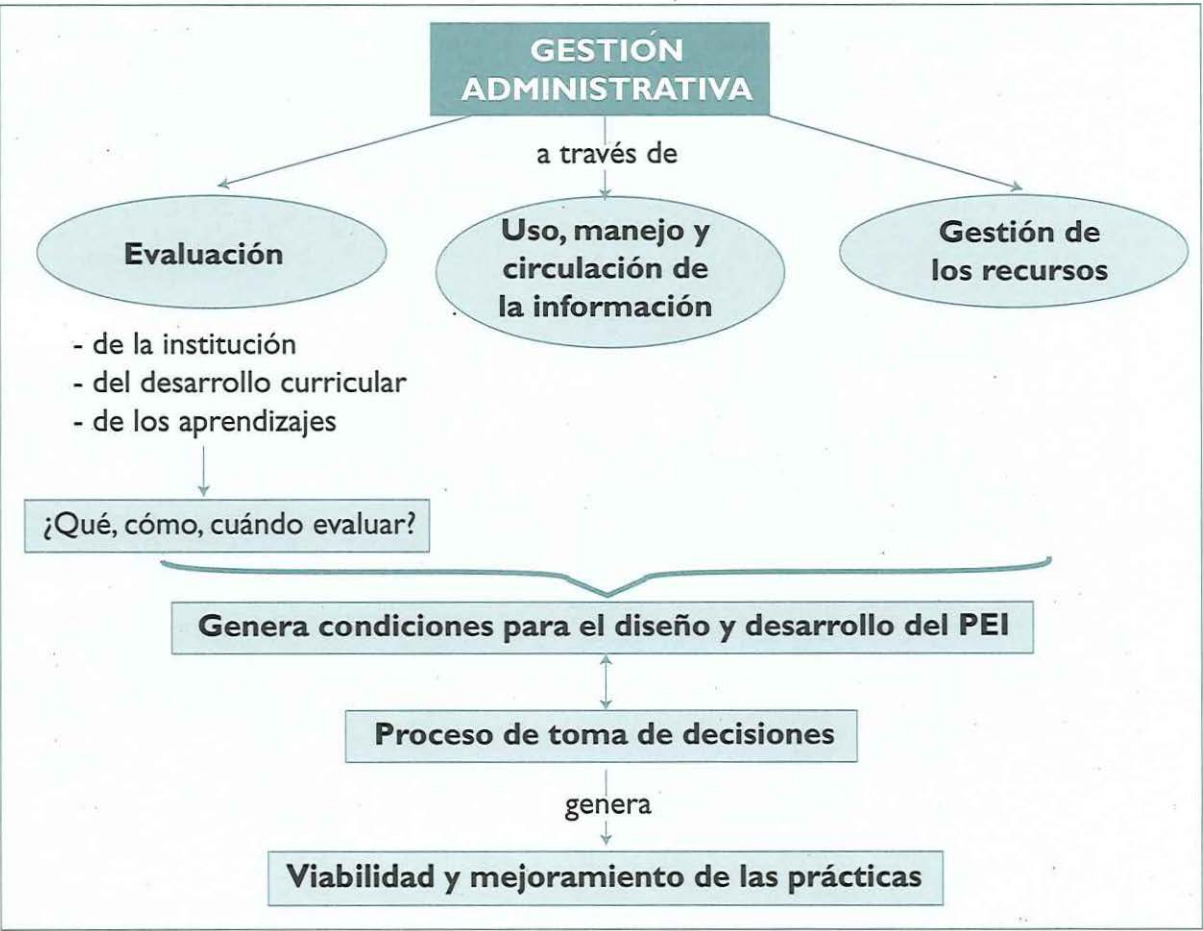 GESTIÓN
ADMINISTRATIVA
a través de
Evaluación
Uso, manejo y
circulación de
la información
Gestión de
los recursos
- de la institución
- del desarrollo curricular
- de los aprendizajes
¿Qué, cómo, cuándo evaluar?
Genera condiciones para el diseño y desarrollo del PEI
Proceso de toma de decisiones
genera
Viabilidad y mejoramiento de las prácticas